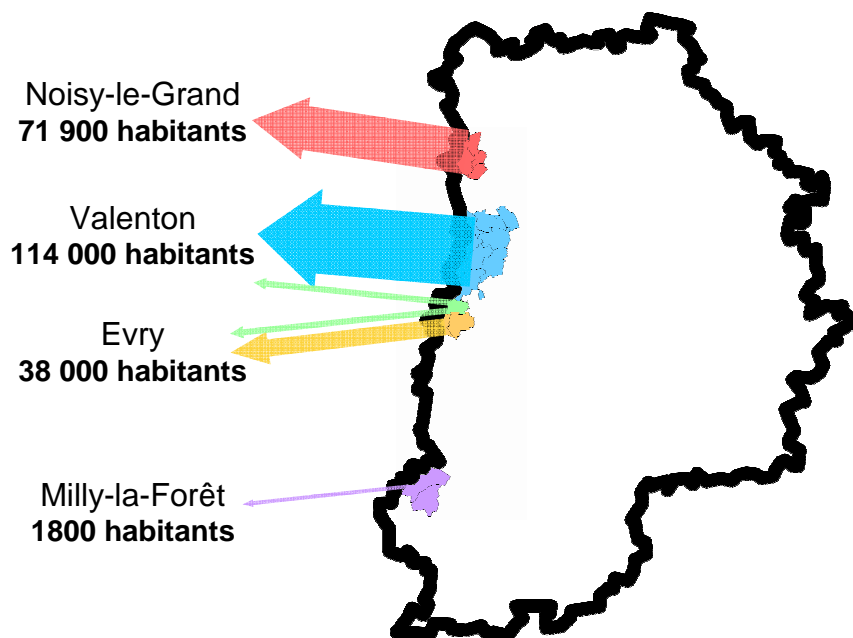 Noisy-le-Grand
71 900 habitants
Valenton
114 000 habitants
Evry
38 000 habitants
Milly-la-Forêt
1800 habitants